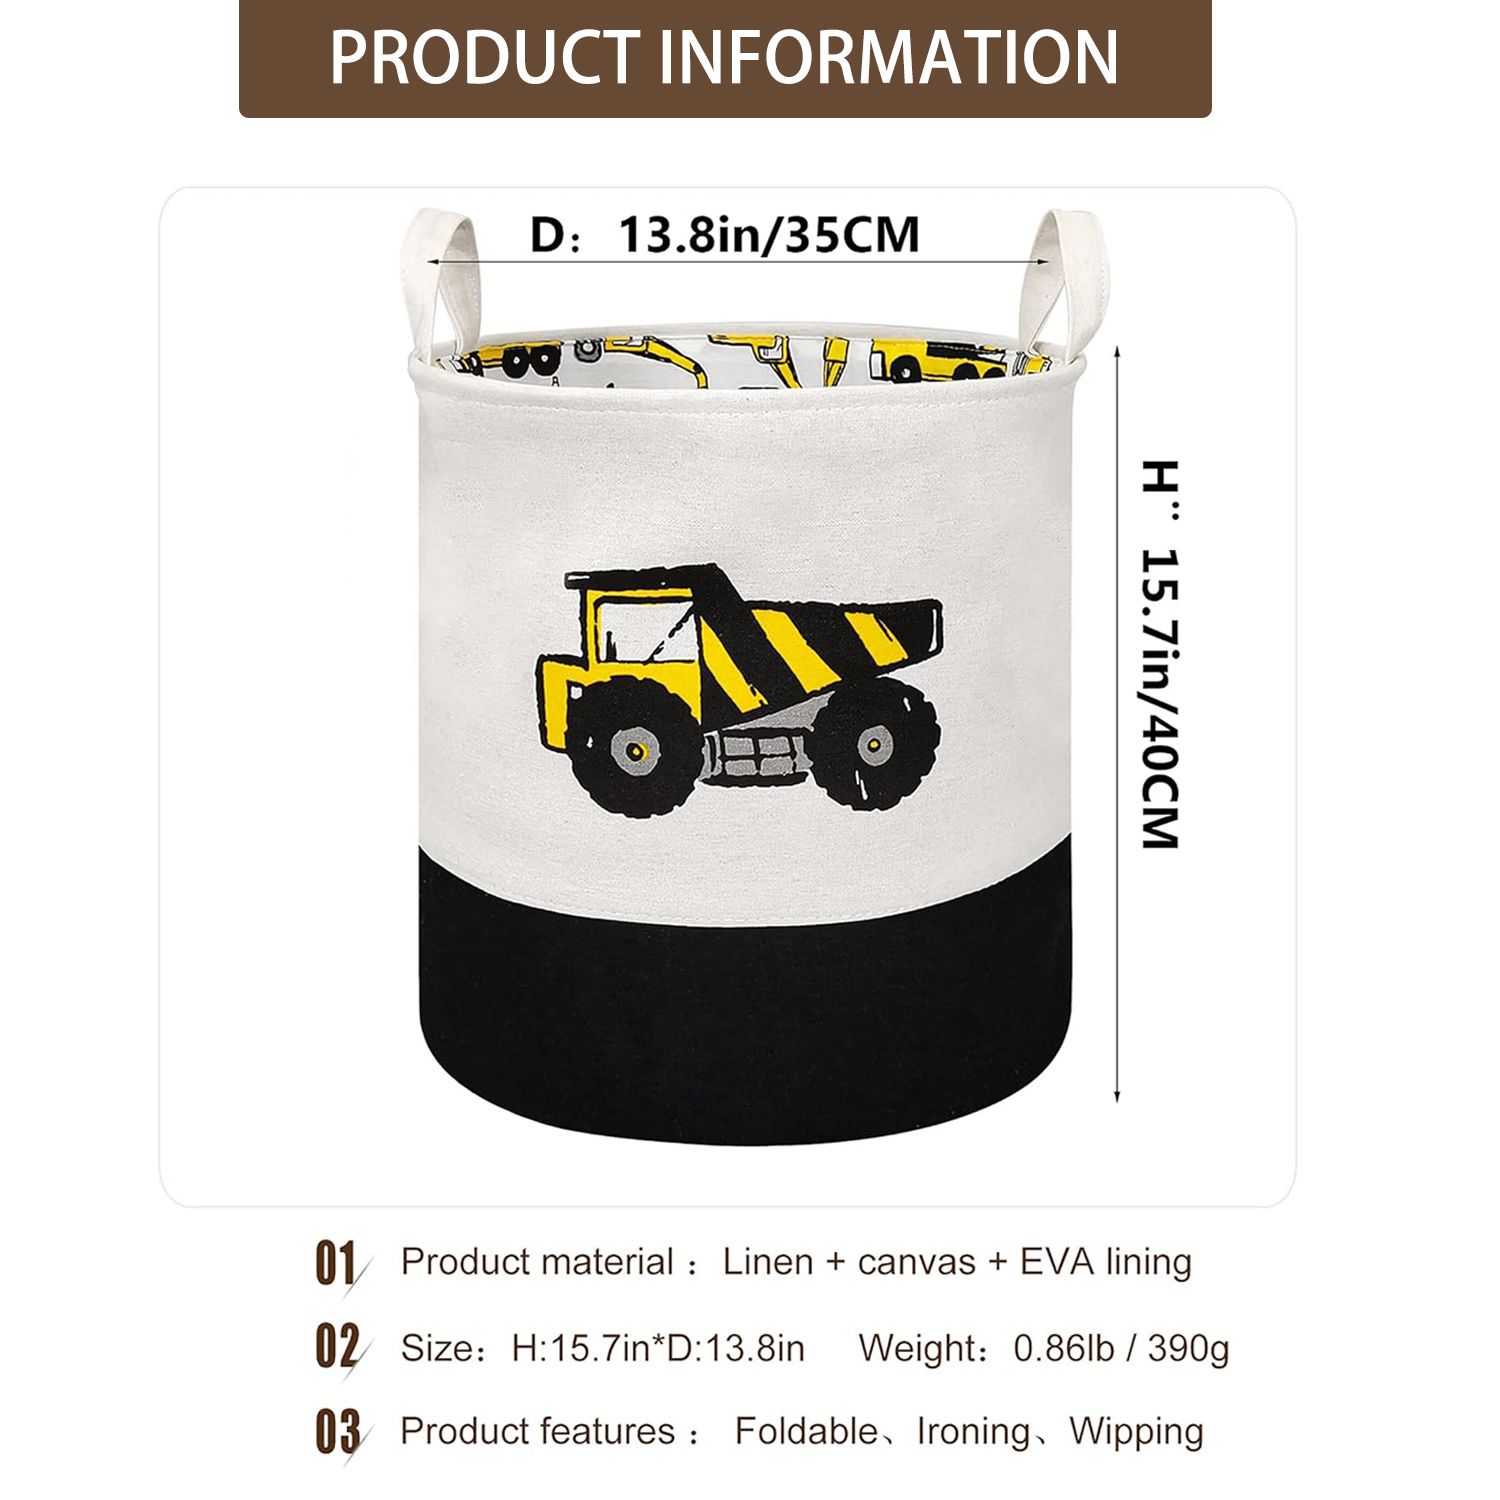 PRODUCT INFORMATION
D： 13.8in/35CM
H： 15.7in/40CM
01 Product material： Linen + canvas + EVA lining
02 Size：H:15.7in*D:13.8in Weight：0.86lb / 390g
03 Product features： Foldable、Ironing、Wipping